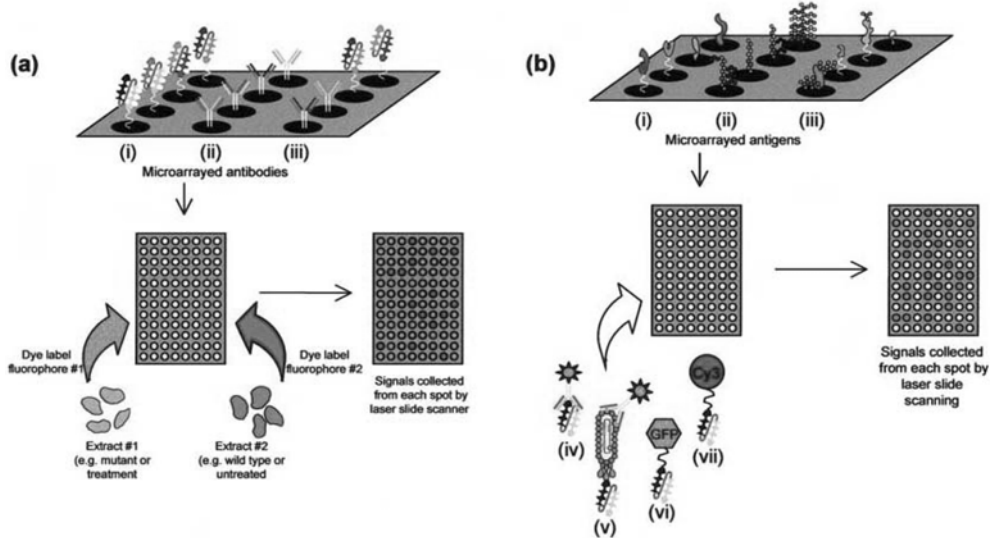 (a)
(i)
(ii)
(iii)
Microarrayed antibodies
Dye label
fluorophore #1
Dye label
fluorophore #2
Extract #1
(e.g. mutant or
treatment
Extract #2
(e.g. wild type or
untreated
Signals collected
from each spot by
laser slide scanner
(b)
(i)
(ii)
(iii)
Microarrayed antigens
(iv)
(v)
GFP
(vi)
Cy3
(vii)
Signals collected
from each spot by
laser slide
scanning